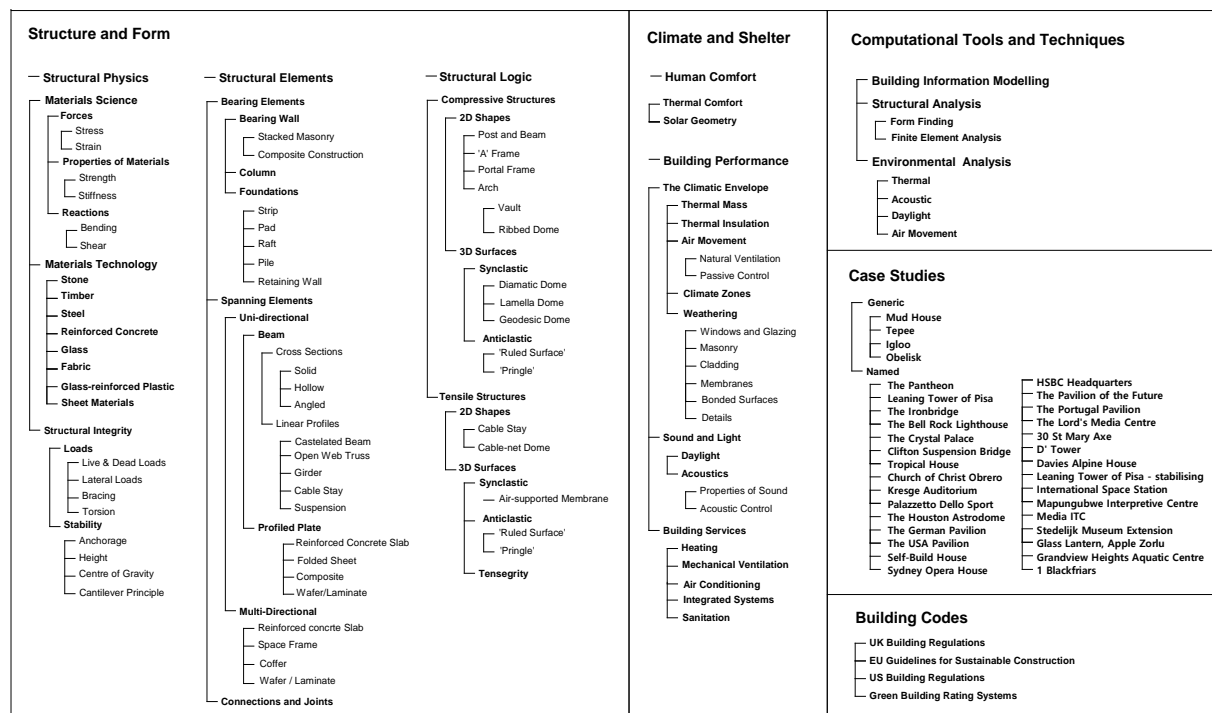 Structure and Form
Structural Physics
Materials Science
Forces
Stress
Strain
Properties of Materials
Strength
Stiffness
Reactions
Bending
Shear
Materials Technology
Stone
Timber
Steel
Reinforced Concrete
Glass
Fabric
Glass-reinforced Plastic
Sheet Materials
Structural Integrity
Loads
Live & Dead Loads
Lateral Loads
Bracing
Torsion
Stability
Anchorage
Height
Centre of Gravity
Cantilever Principle
Structural Elements
Bearing Elements
Bearing Wall
Stacked Masonry
Composite Construction
Column
Foundations
Strip
Pad
Raft
Pile
Retaining Wall
Spanning Elements
Uni-directional
Beam
Cross Sections
Solid
Hollow
Angled
Linear Profiles
Castelated Beam
Open Web Truss
Girder
Cable Stay
Suspension
Profiled Plate
Reinforced Concrete Slab
Folded Sheet
Composite
Wafer/Laminate
Multi-Directional
Reinforced concrte Slab
Space Frame
Coffer
Wafer / Laminate
Connections and Joints
Structural Logic
Compressive Structures
2D Shapes
Post and Beam
'A' Frame
Portal Frame
Arch
Vault
Ribbed Dome
3D Surfaces
Synclastic
Diamatic Dome
Lamella Dome
Geodesic Dome
Anticlastic
'Ruled Surface'
'Pringle'
Tensile Structures
2D Shapes
Cable Stay
Cable-net Dome
3D Surfaces
Synclastic
Air-supported Membrane
Anticlastic
'Ruled Surface'
'Pringle'
Tensegrity
Climate and Shelter
Human Comfort
Thermal Comfort
Solar Geometry
Building Performance
The Climatic Envelope
Thermal Mass
Thermal Insulation
Air Movement
Natural Ventilation
Passive Control
Climate Zones
Weathering
Windows and Glazing
Masonry
Cladding
Membranes
Bonded Surfaces
Details
Sound and Light
Daylight
Acoustics
Properties of Sound
Acoustic Control
Building Services
Heating
Mechanical Ventilation
Air Conditioning
Integrated Systems
Sanitation
Computational Tools and Techniques
Building Information Modelling
Structural Analysis
Form Finding
Finite Element Analysis
Environmental Analysis
Thermal
Acoustic
Daylight
Air Movement
Case Studies
Generic
Mud House
Tepee
Igloo
Obelisk
Named
The Pantheon
Leaning Tower of Pisa
The Ironbridge
The Bell Rock Lighthouse
The Crystal Palace
Clifton Suspension Bridge
Tropical House
Church of Christ Obrero
Kresge Auditorium
Palazzetto Dello Sport
The Houston Astrodome
The German Pavilion
The USA Pavilion
Self-Build House
Sydney Opera House
HSBC Headquarters
The Pavilion of the Future
The Portugal Pavilion
The Lord's Media Centre
30 St Mary Axe
D' Tower
Davies Alpine House
Leaning Tower of Pisa - stabilising
International Space Station
Mapungubwe Interpretive Centre
Media ITC
Stedelijk Museum Extension
Glass Lantern, Apple Zorlu
Grandview Heights Aquatic Centre
1 Blackfriars
Building Codes
UK Building Regulations
EU Guidelines for Sustainable Construction
US Building Regulations
Green Building Rating Systems